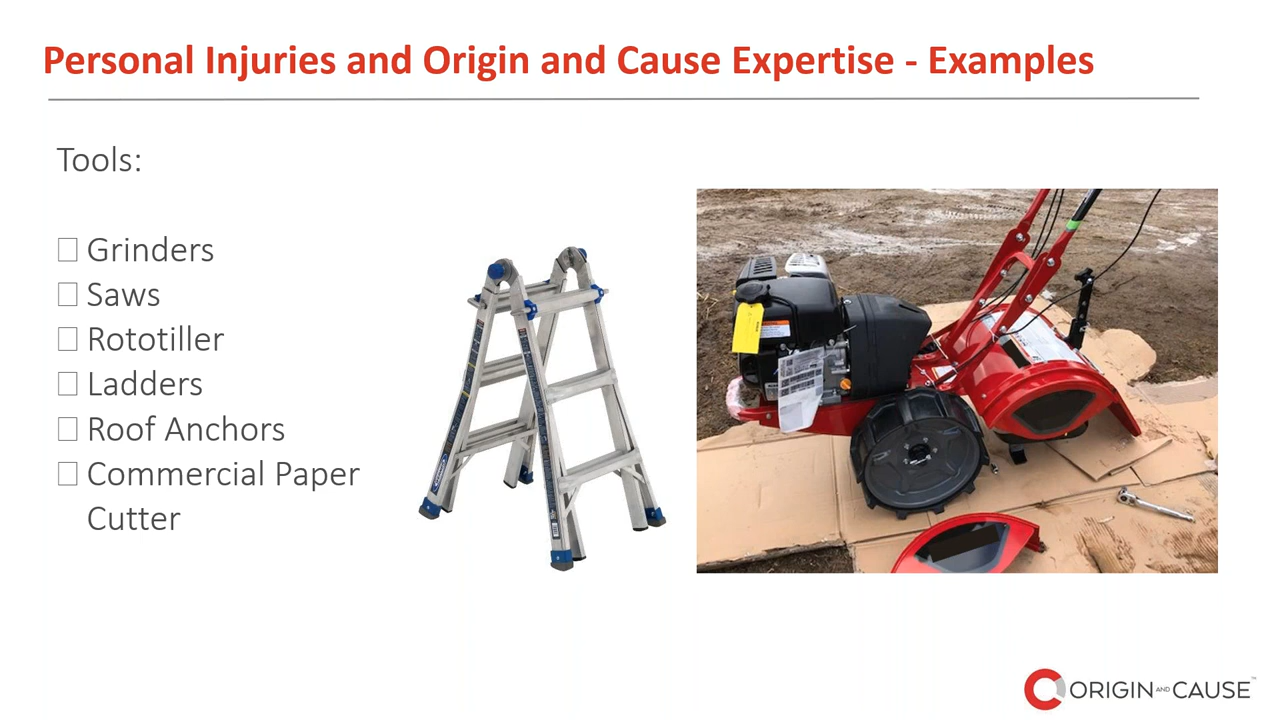 Personal Injuries and Origin and Cause Expertise - Examples
Tools:
Grinders
Saws
Rototiller
Ladders
Roof Anchors
Commercial Paper
Cutter
ORIGIN AND CAUSE™